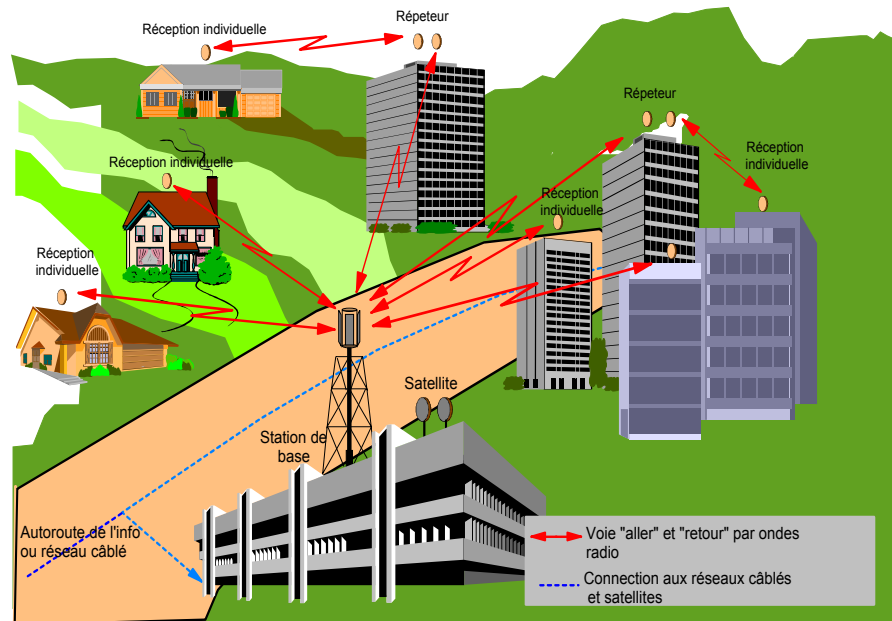 Réception individuelle
Répeteur
Répeteur
Réception
individuelle
Réception individuelle
Réception
individuelle
Réception
individuelle
Satellite
Station de
base
Autoroute de l'info
ou réseau câblé
Voie "aller" et "retour" par ondes
radio
Connection aux réseaux câblés
et satellites